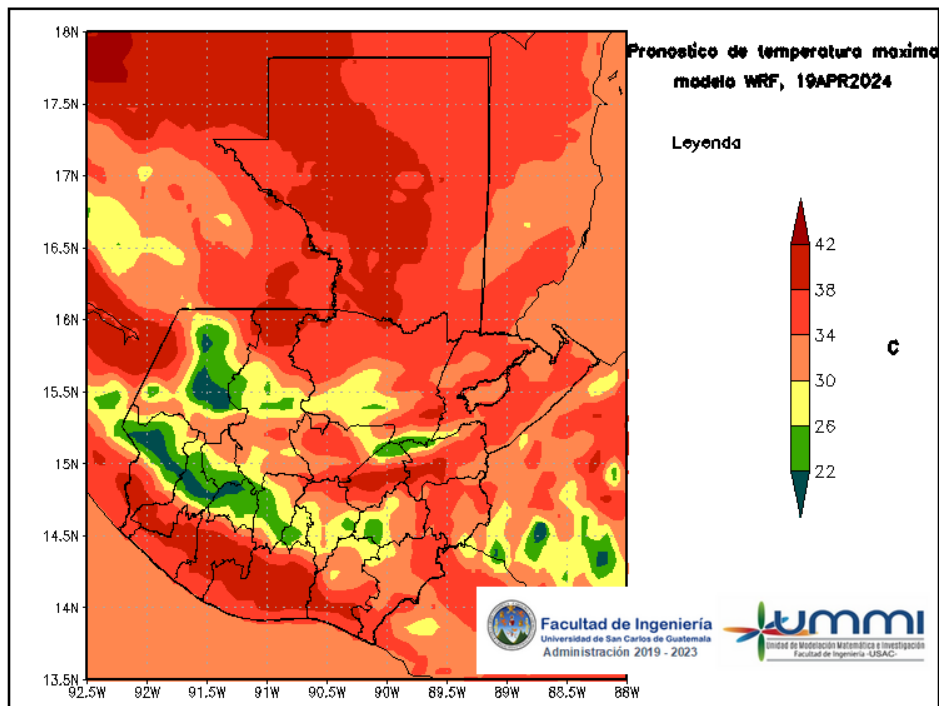 Pronostico de temperatura maxima
modelo WRF, 19APR2024
Leyenda
18N
17.5N
17N
16.5N
16N
15.5N
15N
14.5N
14N
13.5N
92.5W
92W
91.5W
91W
90.5W
90W
89.5W
89W
88.5W
88W
42
38
34
30
26
22
C
Facultad de Ingeniería
Universidad de San Carlos de Guatemala
Administración 2019 - 2023
UMMI
Unidad de Modelación Matemática e Investigación
Facultad de Ingeniería -USAC-